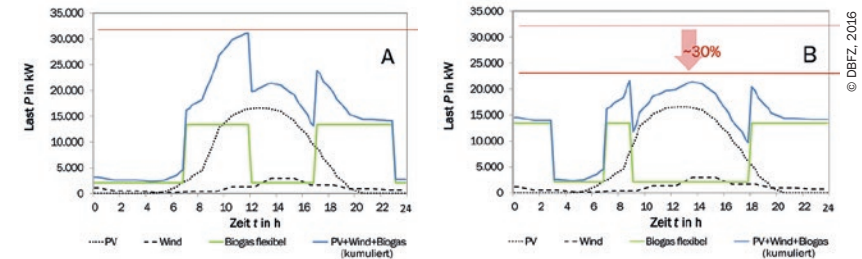 35.000
30.000
25.000
20.000
15.000
10.000
5.000
0
Last P in kW
A
0 2 4 6 8 10 12 14 16 18 20 22 24
Zeit t in h
PV Wind Biogas flexibel PV+Wind+Biogas
(kumuliert)
35.000
30.000
25.000
20.000
15.000
10.000
5.000
0
Last P in kW
~30%
B
0 2 4 6 8 10 12 14 16 18 20 22 24
Zeit t in h
PV Wind Biogas flexibel PV+Wind+Biogas
(kumuliert)
© DBFZ, 2016